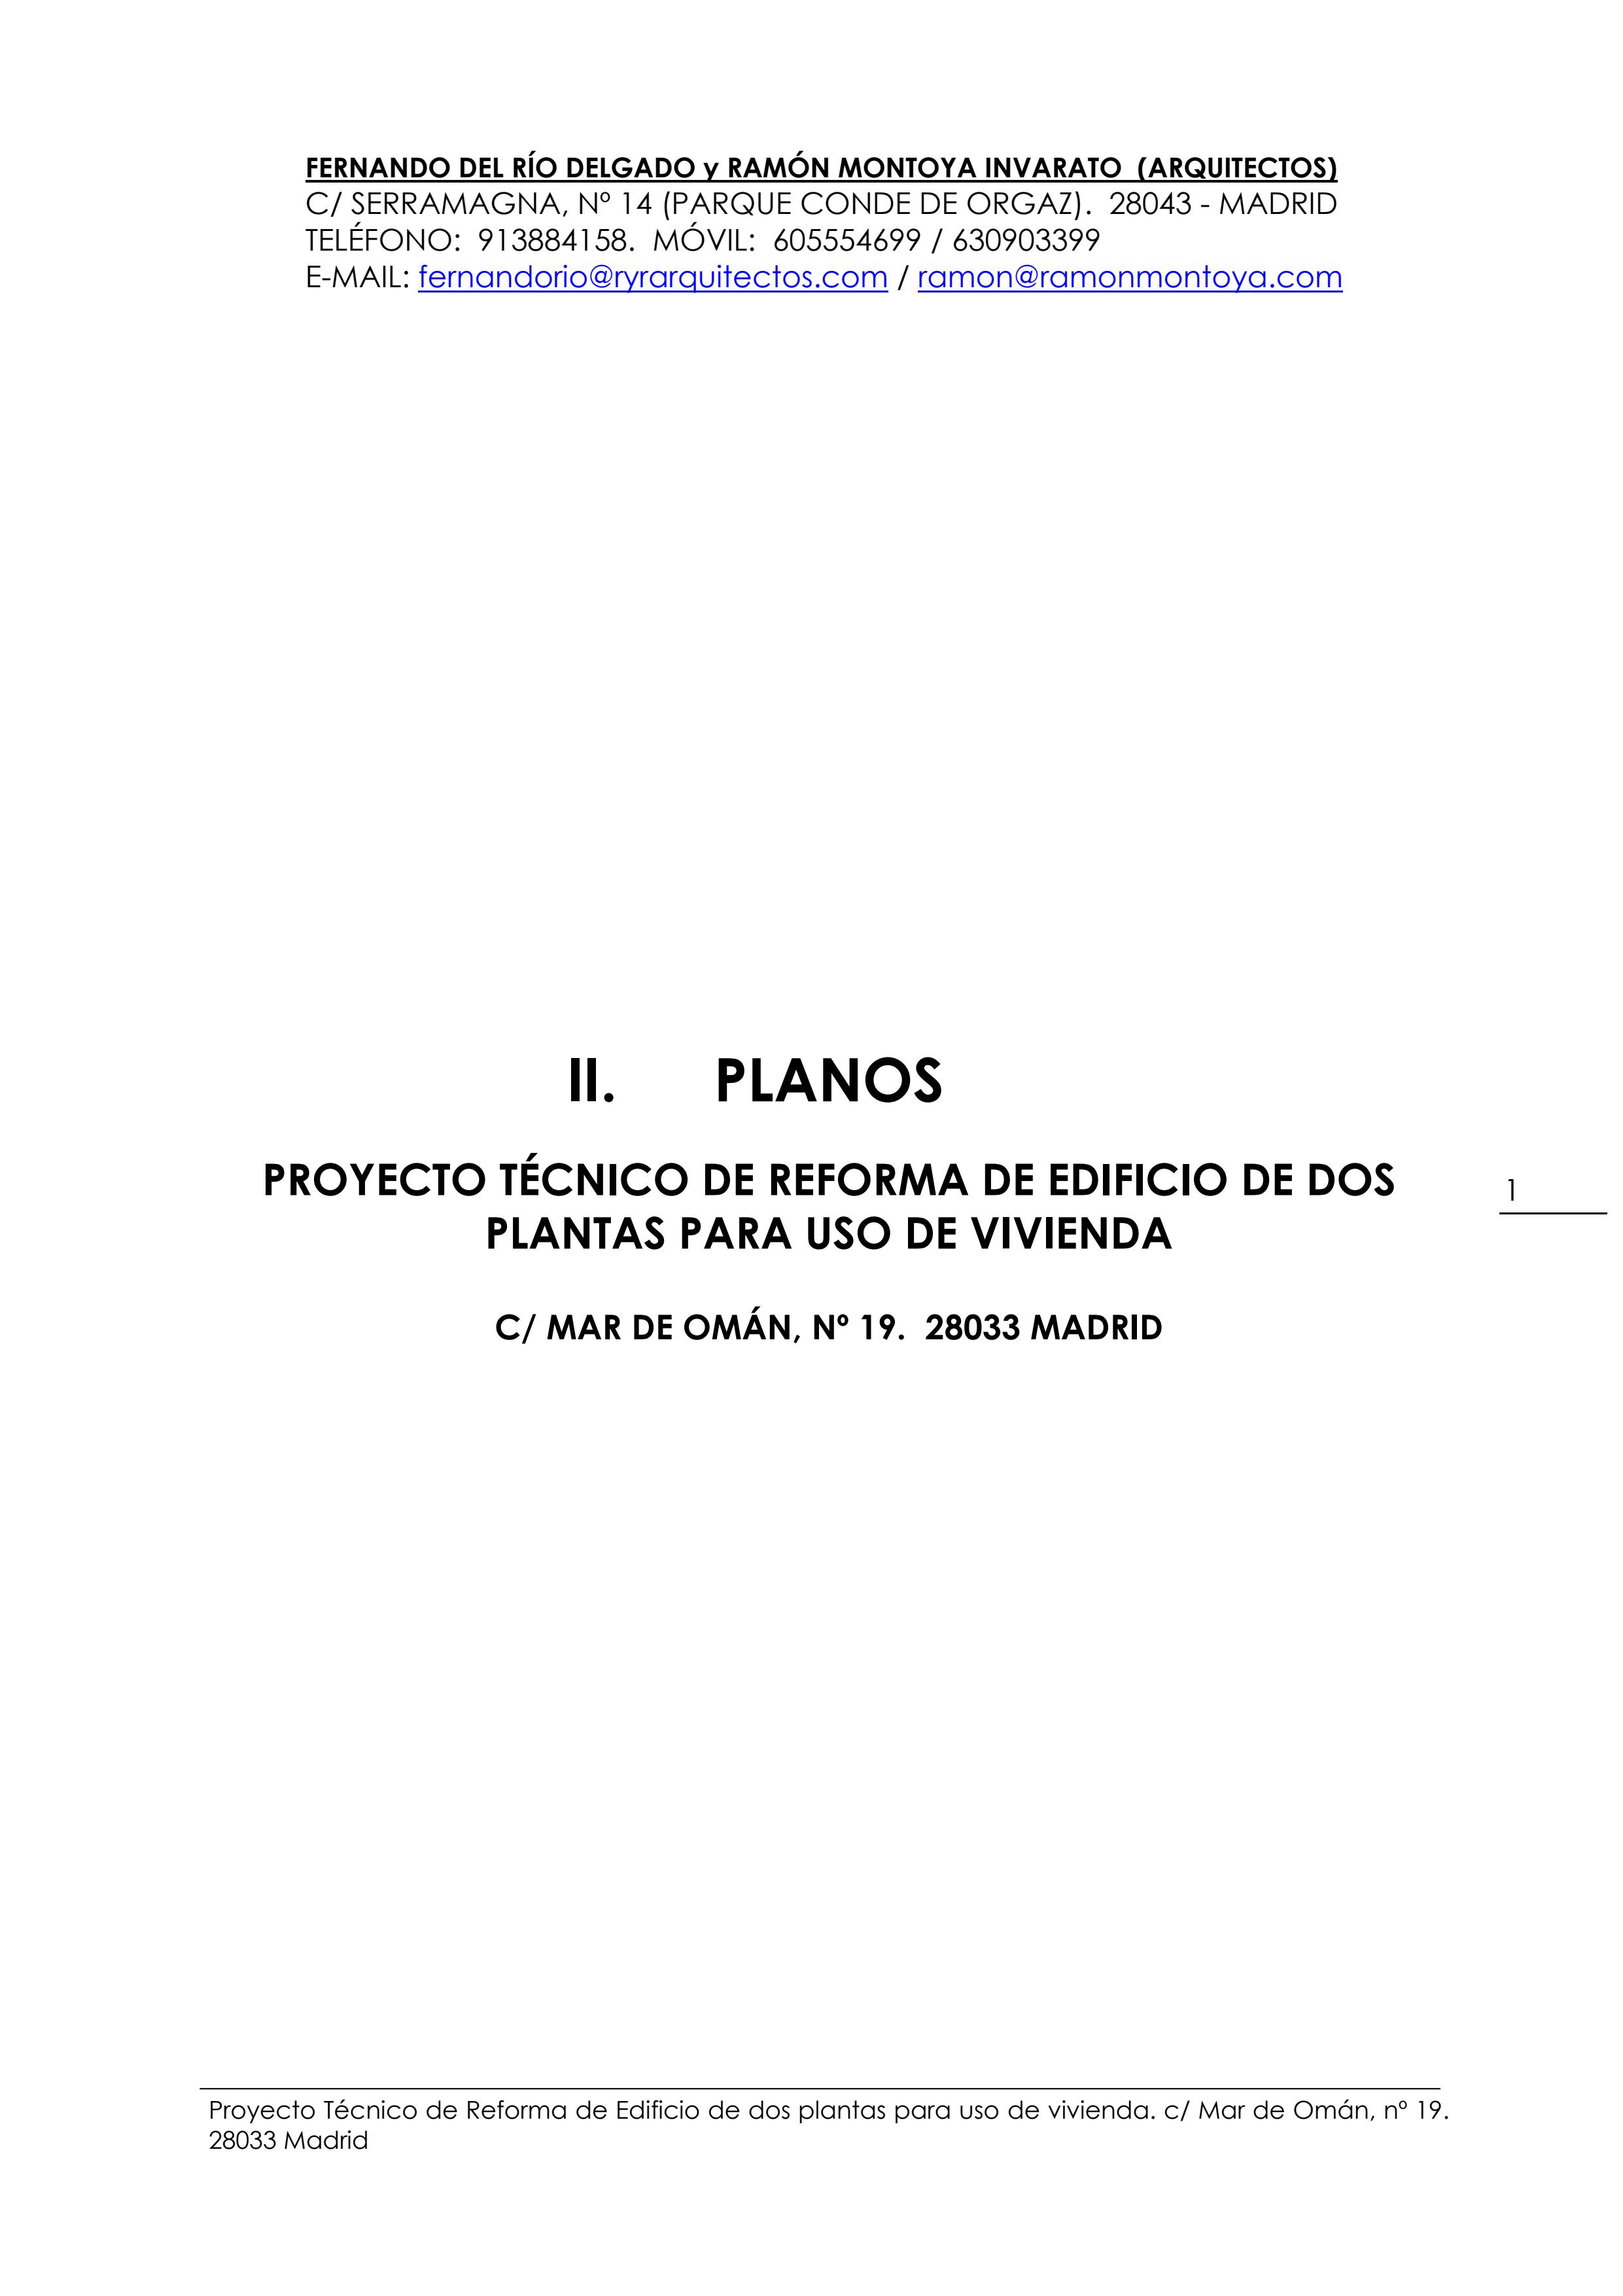 FERNANDO DEL RÍO DELGADO y RAMÓN MONTOYA INVARATO (ARQUITECTOS)
C/ SERRAMAGNA, Nº 14 (PARQUE CONDE DE ORGAZ). 28043 - MADRID
TELÉFONO: 913884158. MÓVIL: 605554699 / 630903399
E-MAIL: fernandorio@ryrarquitectos.com / ramon@ramonmontoya.com
II. PLANOS
PROYECTO TÉCNICO DE REFORMA DE EDIFICIO DE DOS
PLANTAS PARA USO DE VIVIENDA
1
C/ MAR DE OMÁN, Nº 19. 28033 MADRID
Proyecto Técnico de Reforma de Edificio de dos plantas para uso de vivienda. c/ Mar de Omán, nº 19.
28033 Madrid